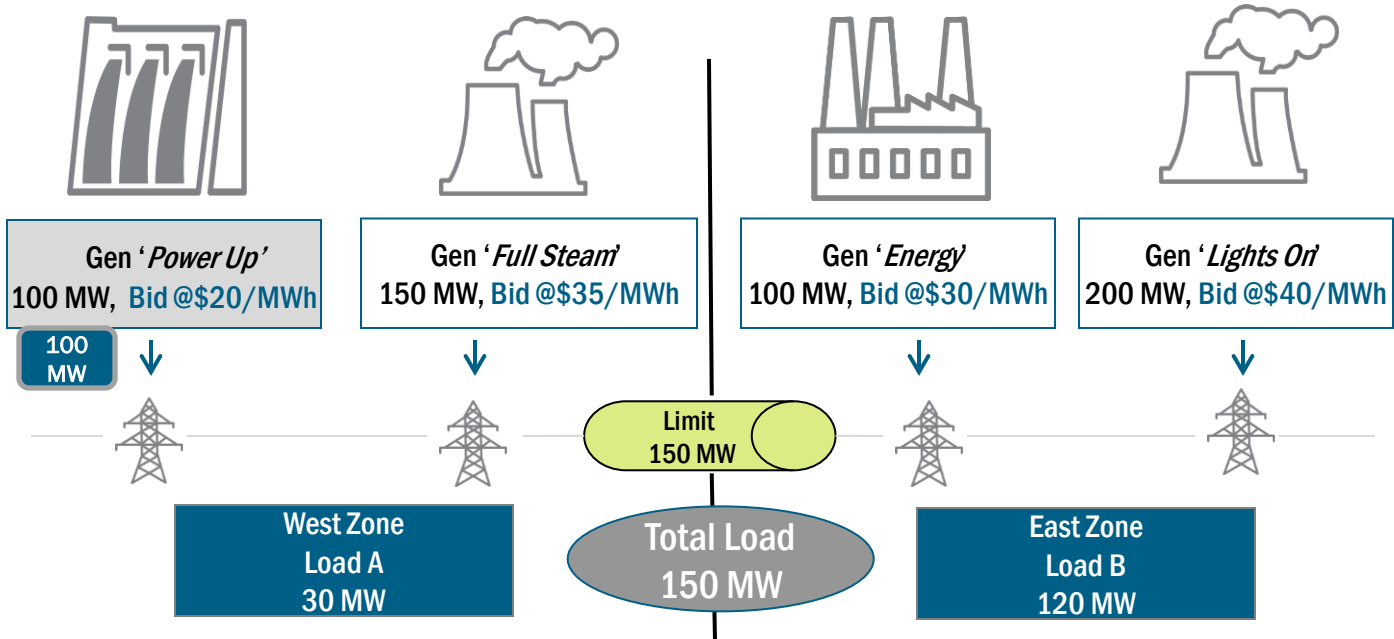 Gen ‘Power Up’
100 MW, Bid @$20/MWh
Gen ‘Full Steam’
150 MW, Bid @$35/MWh
Gen ‘Energy’
100 MW, Bid @$30/MWh
Gen ‘Lights On’
200 MW, Bid @$40/MWh
100
MW
Limit
150 MW
West Zone
Load A
30 MW
Total Load
150 MW
East Zone
Load B
120 MW